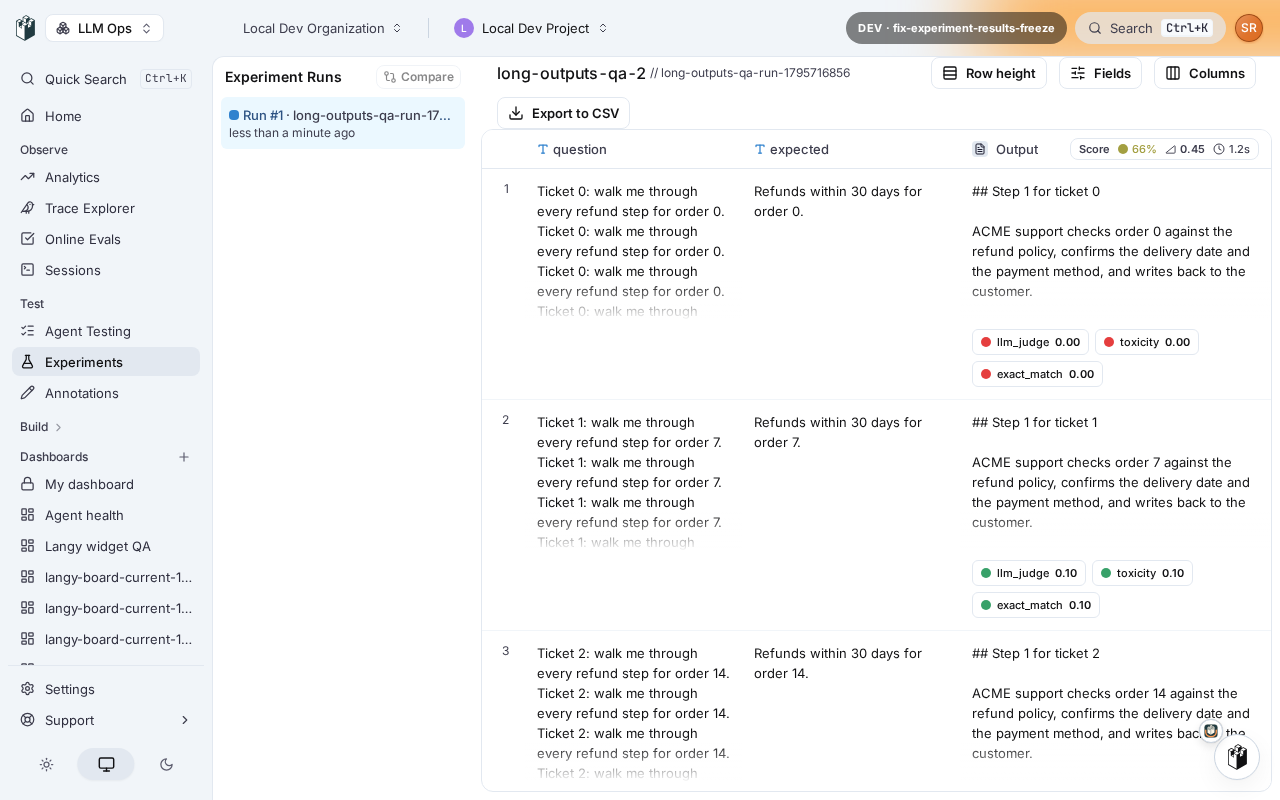 LLM Ops
Local Dev Organization
L
Local Dev Project
DEV · fix-experiment-results-freeze
Search
Ctrl+K
SR
Quick Search
Ctrl+K
Home
Observe
Analytics
Trace Explorer
Online Evals
Sessions
Test
Agent Testing
Experiments
Annotations
Build
Dashboards
My dashboard
Agent health
Langy widget QA
langy-board-current-1...
langy-board-current-1...
langy-board-current-1...
Settings
Support
Experiment Runs
Compare
Run #1 · long-outputs-qa-run-17...
less than a minute ago
long-outputs-qa-2 // long-outputs-qa-run-1795716856
Row height
Fields
Columns
Export to CSV
question
expected
Output
Score
66%
0.45
1.2s
1
Ticket 0: walk me through
every refund step for order 0.
Ticket 0: walk me through
every refund step for order 0.
Ticket 0: walk me through
every refund step for order 0.
Ticket 0: walk me through
Refunds within 30 days for
order 0.
## Step 1 for ticket 0
ACME support checks order 0 against the
refund policy, confirms the delivery date and
the payment method, and writes back to the
customer.
llm_judge 0.00
toxicity 0.00
exact_match 0.00
2
Ticket 1: walk me through
every refund step for order 7.
Ticket 1: walk me through
every refund step for order 7.
Ticket 1: walk me through
every refund step for order 7.
Ticket 1: walk me through
Refunds within 30 days for
order 7.
## Step 1 for ticket 1
ACME support checks order 7 against the
refund policy, confirms the delivery date and
the payment method, and writes back to the
customer.
llm_judge 0.10
toxicity 0.10
exact_match 0.10
3
Ticket 2: walk me through
every refund step for order 14.
Ticket 2: walk me through
every refund step for order 14.
Ticket 2: walk me through
every refund step for order 14.
Ticket 2: walk me through
Refunds within 30 days for
order 14.
## Step 1 for ticket 2
ACME support checks order 14 against the
refund policy, confirms the delivery date and
the payment method, and writes back to the
customer.